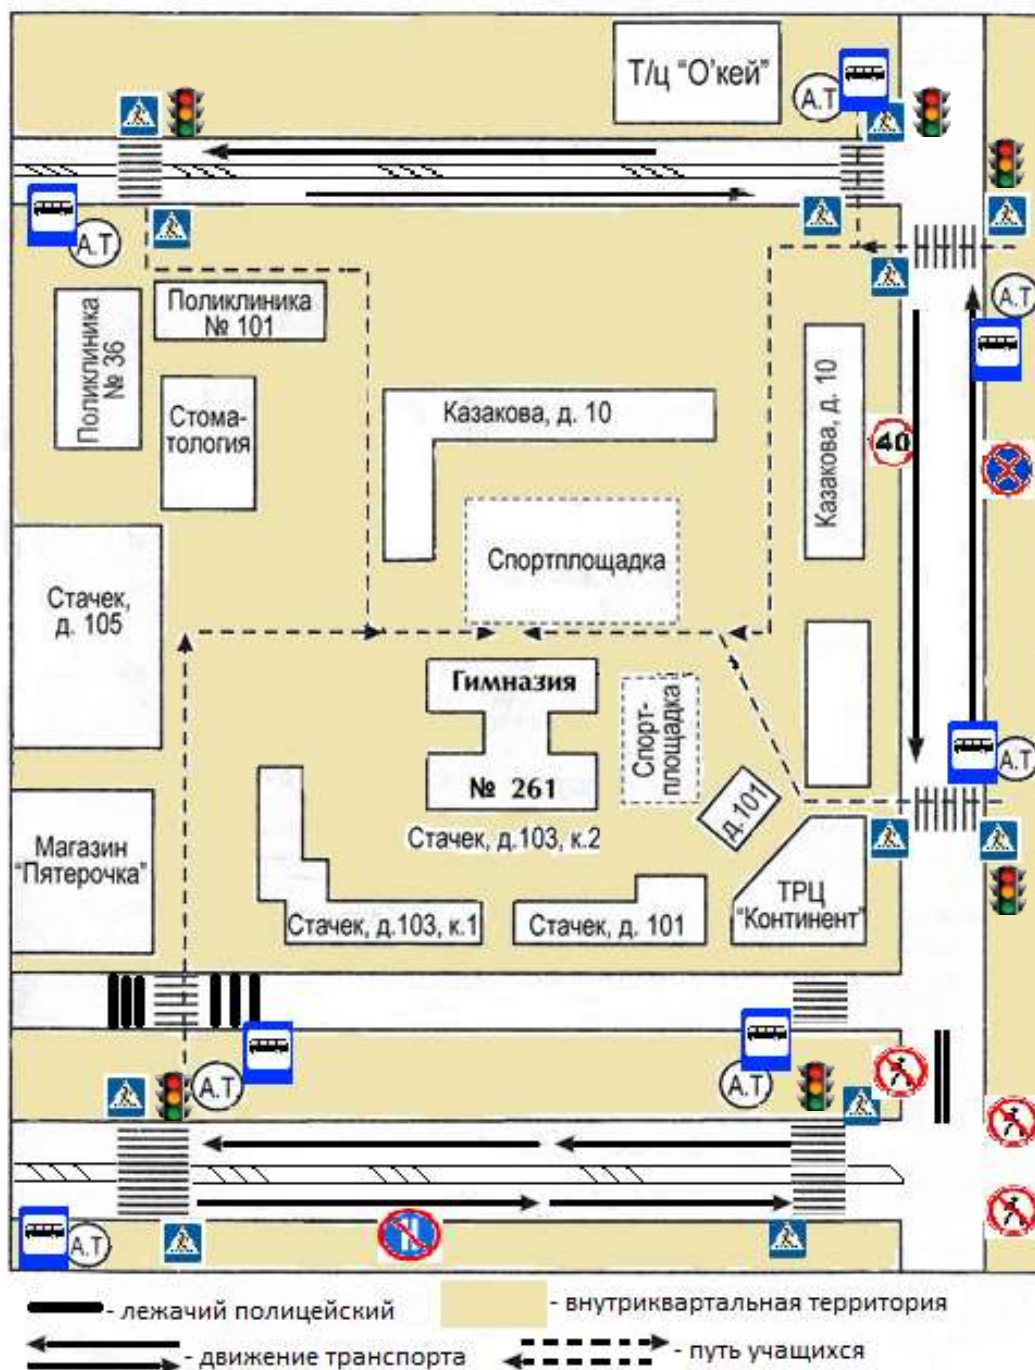 Т/ц "О'кей"
А.Т
А.Т
Поликлиника
№ 101
Поликлиника
№ 36
Стома-
тология
Казакова, д. 10
Казакова, д. 10
А.Т
40
Спортплощадка
Стачек,
д. 105
Гимназия
№ 261
Стачек, д.103, к.2
Спорт-
площадка
А.Т
д.101
Магазин
"Пятерочка"
Стачек, д.103, к.1
Стачек, д. 101
ТРЦ
"Континент"
А.Т
А.Т
А.Т
- лежачий полицейский
- внутриквартальная территория
- движение транспорта
- путь учащихся